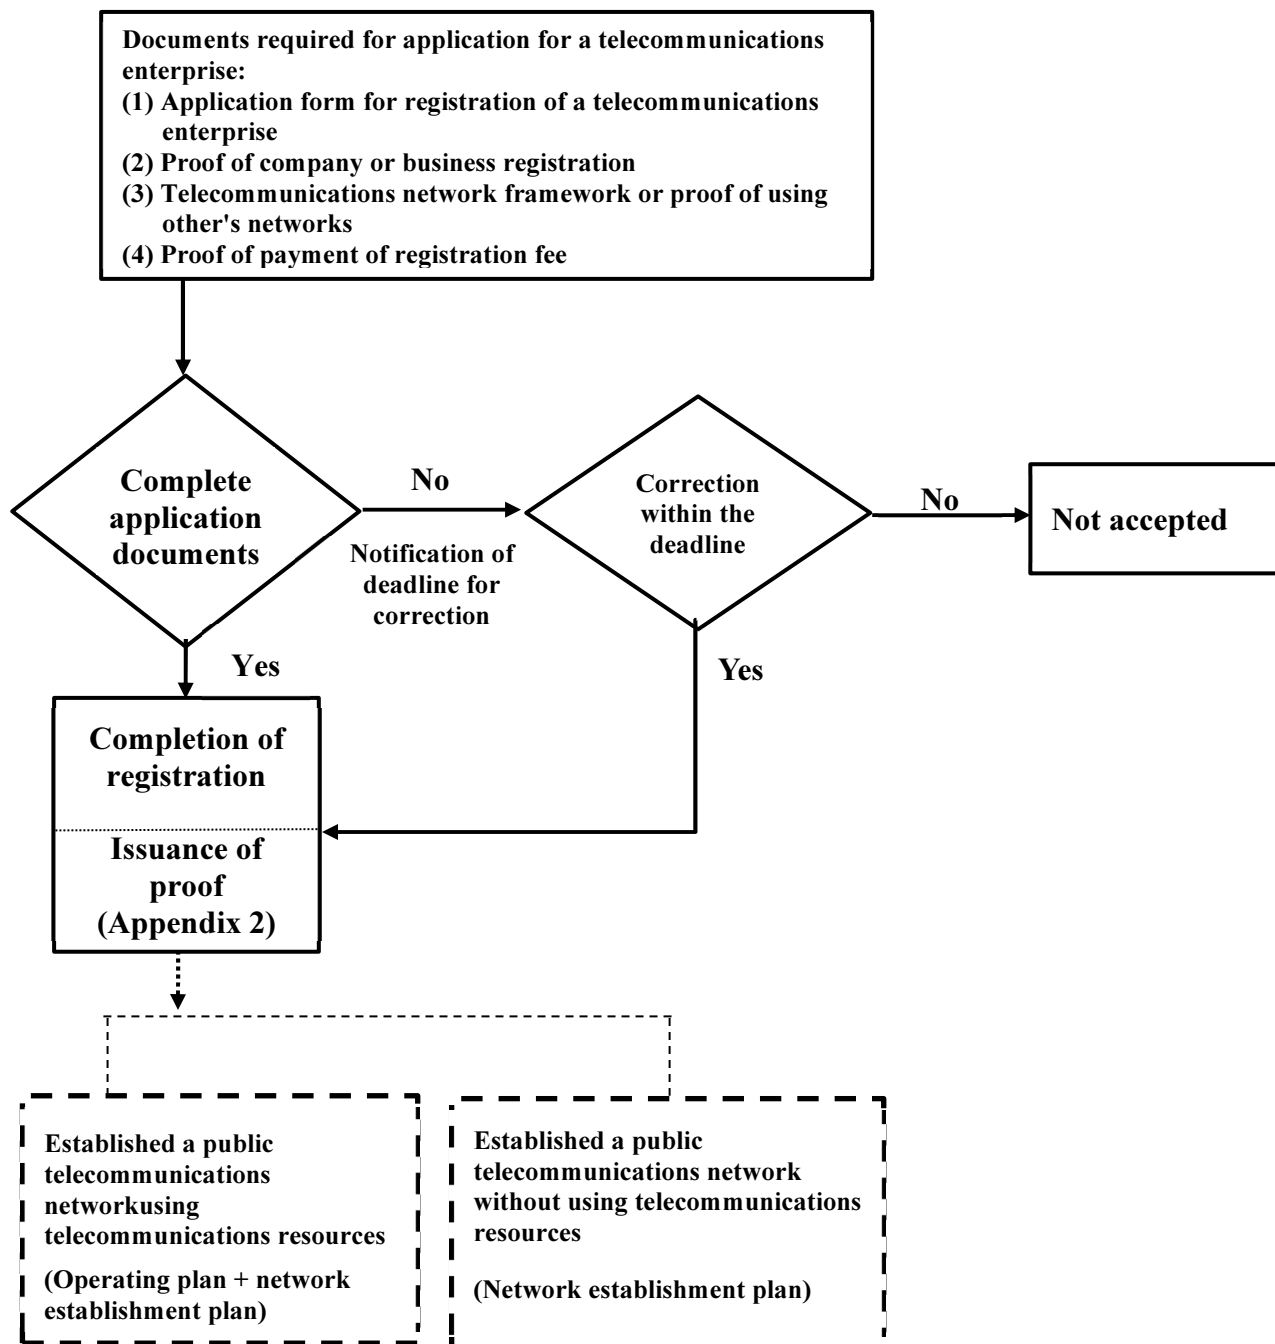 Documents required for application for a telecommunications
enterprise:
(1) Application form for registration of a telecommunications
enterprise
(2) Proof of company or business registration
(3) Telecommunications network framework or proof of using
other's networks
(4) Proof of payment of registration fee
Complete
application
documents
No
Notification of
deadline for
correction
Correction
within the
deadline
No
Not accepted
Yes
Yes
Completion of
registration
Issuance of
proof
(Appendix 2)
Established a public
telecommunications
networkusing
telecommunications resources
(Operating plan + network
establishment plan)
Established a public
telecommunications network
without using telecommunications
resources
(Network establishment plan)